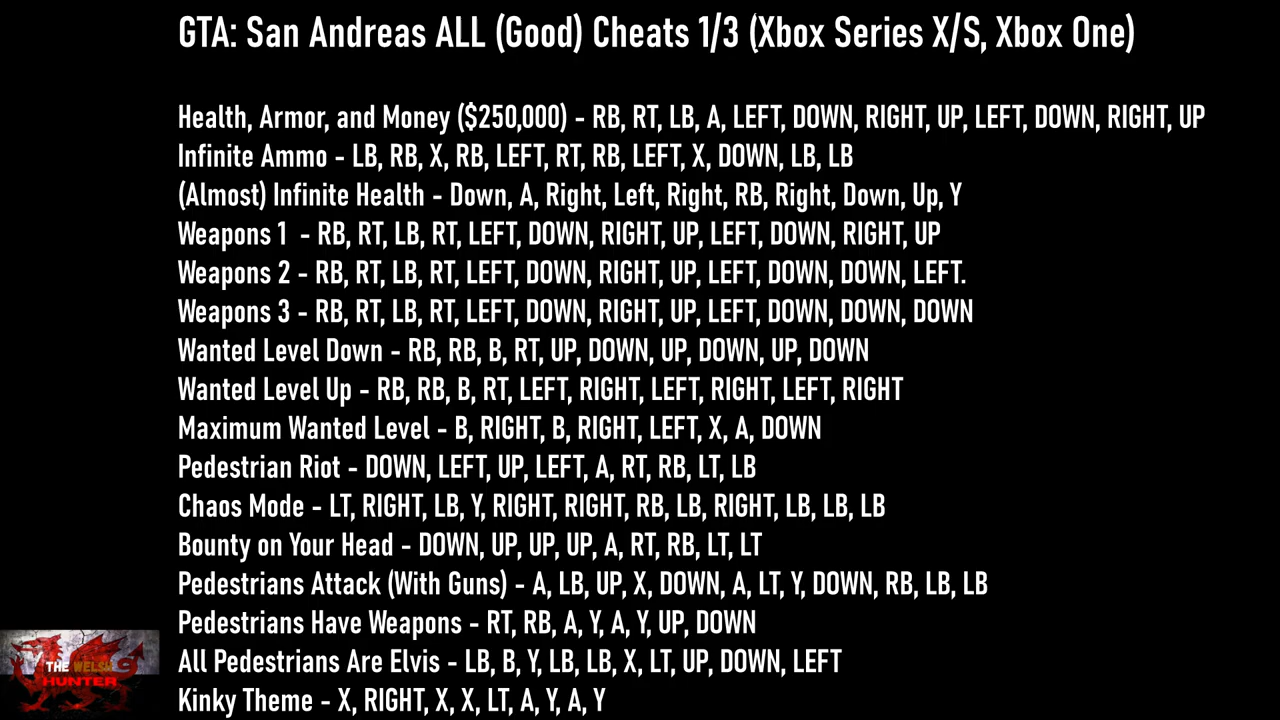 GTA: San Andreas ALL (Good) Cheats 1/3 (Xbox Series X/S, Xbox One)
Health, Armor, and Money ($250,000) - RB, RT, LB, A, LEFT, DOWN, RIGHT, UP, LEFT, DOWN, RIGHT, UP
Infinite Ammo - LB, RB, X, RB, LEFT, RT, RB, LEFT, X, DOWN, LB, LB
(Almost) Infinite Health - Down, A, Right, Left, Right, RB, Right, Down, Up, Y
Weapons 1  - RB, RT, LB, RT, LEFT, DOWN, RIGHT, UP, LEFT, DOWN, RIGHT, UP
Weapons 2 - RB, RT, LB, RT, LEFT, DOWN, RIGHT, UP, LEFT, DOWN, DOWN, LEFT.
Weapons 3 - RB, RT, LB, RT, LEFT, DOWN, RIGHT, UP, LEFT, DOWN, DOWN, DOWN
Wanted Level Down - RB, RB, B, RT, UP, DOWN, UP, DOWN, UP, DOWN
Wanted Level Up - RB, RB, B, RT, LEFT, RIGHT, LEFT, RIGHT, LEFT, RIGHT
Maximum Wanted Level - B, RIGHT, B, RIGHT, LEFT, X, A, DOWN
Pedestrian Riot - DOWN, LEFT, UP, LEFT, A, RT, RB, LT, LB
Chaos Mode - LT, RIGHT, LB, Y, RIGHT, RIGHT, RB, LB, RIGHT, LB, LB, LB
Bounty on Your Head - DOWN, UP, UP, UP, A, RT, RB, LT, LT
Pedestrians Attack (With Guns) - A, LB, UP, X, DOWN, A, LT, Y, DOWN, RB, LB, LB
Pedestrians Have Weapons - RT, RB, A, Y, A, Y, UP, DOWN
All Pedestrians Are Elvis - LB, B, Y, LB, LB, X, LT, UP, DOWN, LEFT
Kinky Theme - X, RIGHT, X, X, LT, A, Y, A, Y
THE WELSH
HUNTER